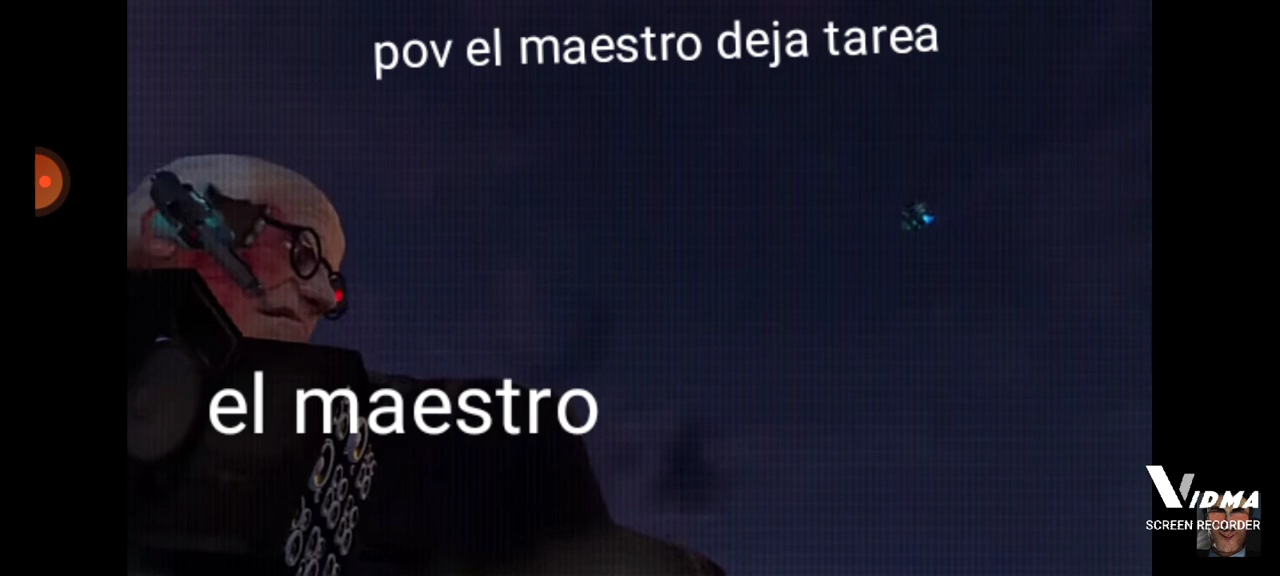 pov el maestro deja tarea
el maestro
VIDMA
SCREEN RECORDER